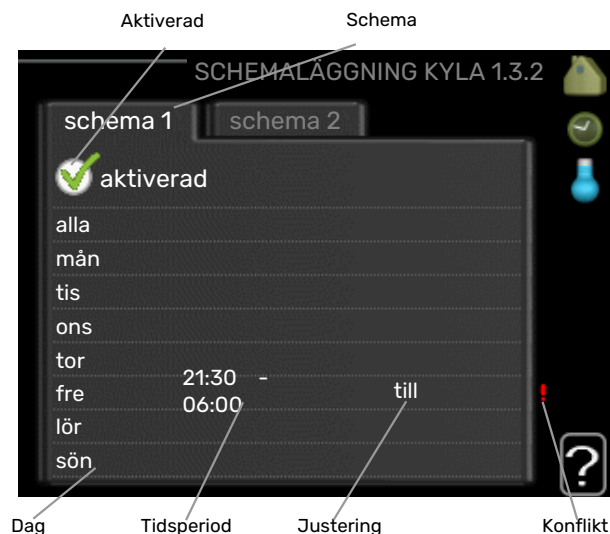 Aktiverad Schema
SCHEMALÄGGNING KYLA 1.3.2
schema 1 schema 2
aktiverad
alla
mån
tis
ons
tor
fre 21:30 - till !
06:00
lör
sön
?
Dag Tidsperiod Justering Konflikt